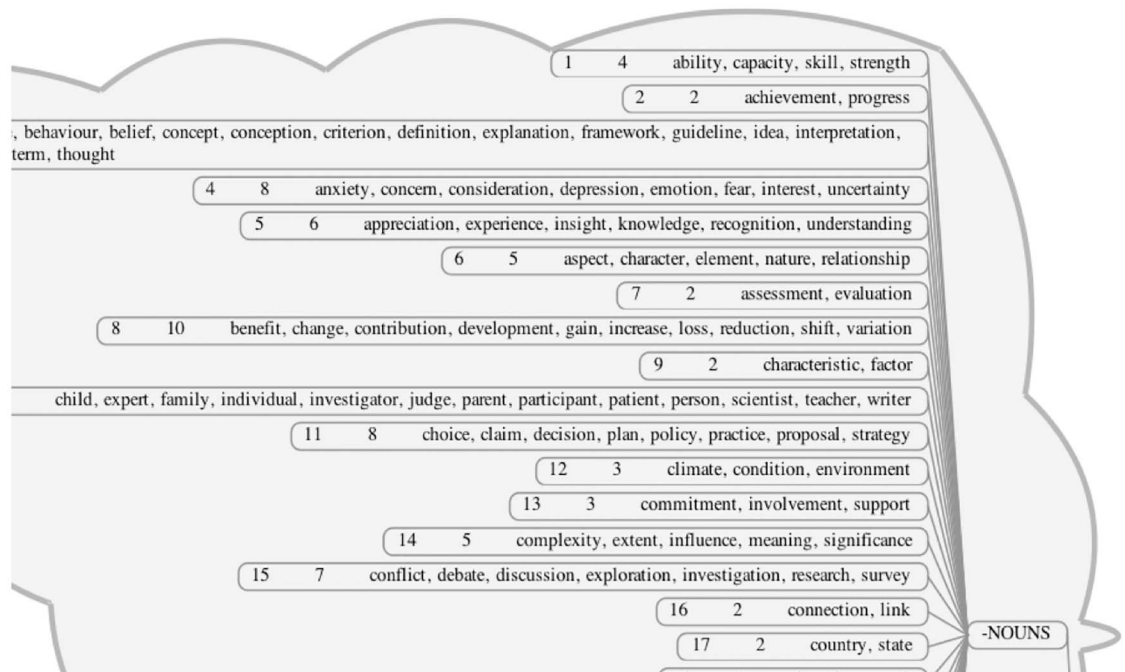 1 4 ability, capacity, skill, strength
2 2 achievement, progress
, behaviour, belief, concept, conception, criterion, definition, explanation, framework, guideline, idea, interpretation,
term, thought
4 8 anxiety, concern, consideration, depression, emotion, fear, interest, uncertainty
5 6 appreciation, experience, insight, knowledge, recognition, understanding
6 5 aspect, character, element, nature, relationship
7 2 assessment, evaluation
8 10 benefit, change, contribution, development, gain, increase, loss, reduction, shift, variation
9 2 characteristic, factor
child, expert, family, individual, investigator, judge, parent, participant, patient, person, scientist, teacher, writer
11 8 choice, claim, decision, plan, policy, practice, proposal, strategy
12 3 climate, condition, environment
13 3 commitment, involvement, support
14 5 complexity, extent, influence, meaning, significance
15 7 conflict, debate, discussion, exploration, investigation, research, survey
16 2 connection, link
-NOUNS
17 2 country, state